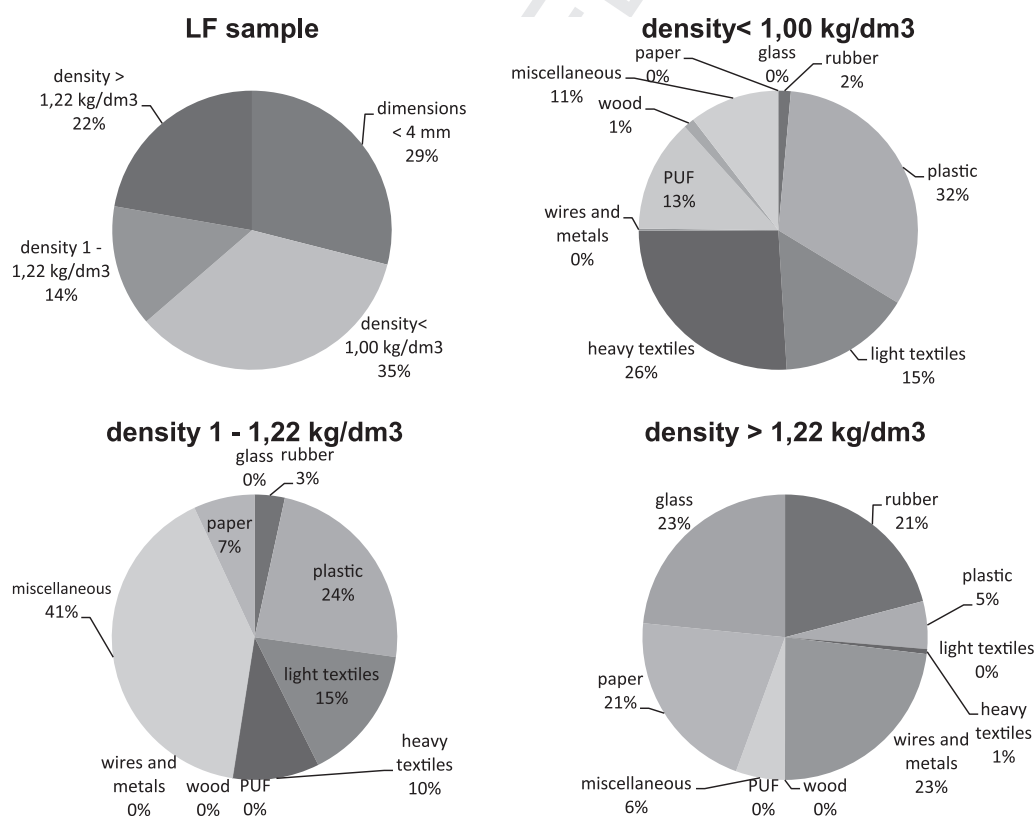 LF sample
density >
1,22 kg/dm3
22%
dimensions
< 4 mm
29%
density 1 -
1,22 kg/dm3
14%
density<
1,00 kg/dm3
35%
density< 1,00 kg/dm3
paper
0%
glass
0%
rubber
2%
miscellaneous
11%
wood
1%
plastic
32%
PUF
13%
wires and
metals
0%
heavy textiles
26%
light textiles
15%
density 1 - 1,22 kg/dm3
glass
0%
rubber
3%
paper
7%
plastic
24%
miscellaneous
41%
light textiles
15%
heavy
textiles
10%
wires and
metals
0%
wood
0%
PUF
0%
density > 1,22 kg/dm3
glass
23%
rubber
21%
plastic
5%
light textiles
0%
heavy
textiles
1%
paper
21%
wires and
metals
23%
miscellaneous
6%
PUF
0%
wood
0%